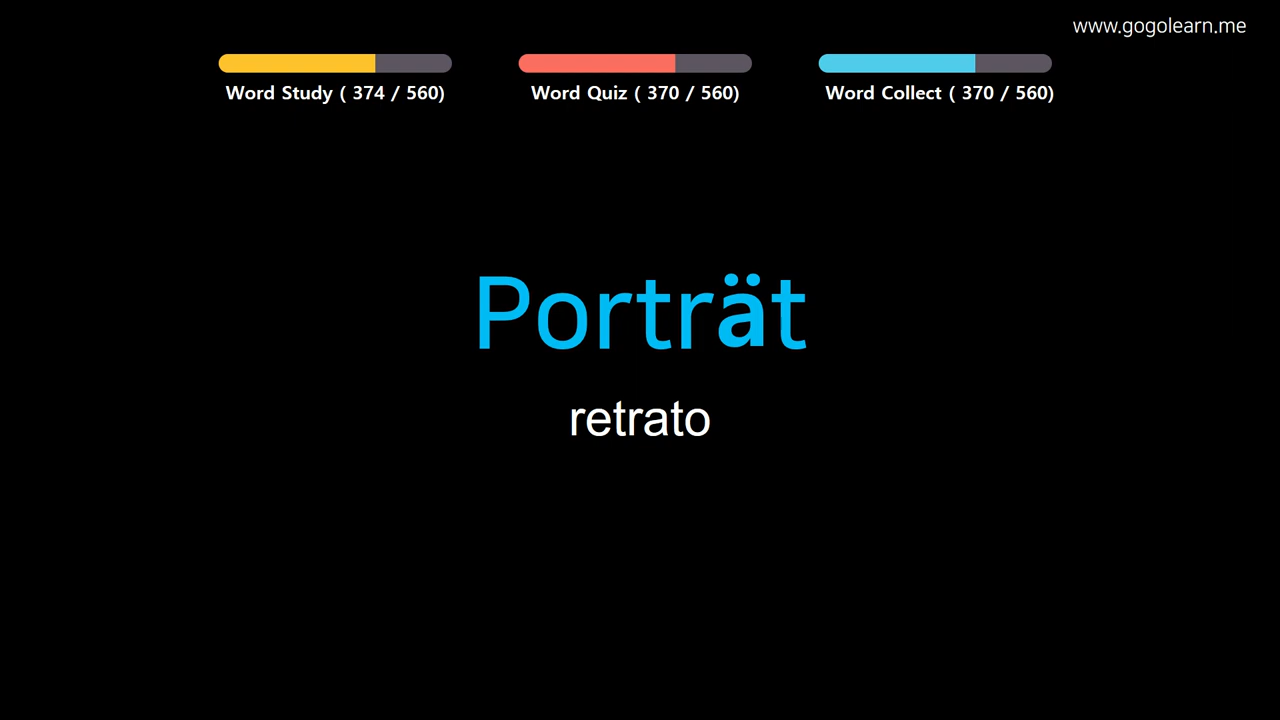 www.gogolearn.me
Word Study ( 374 / 560)
Word Quiz ( 370 / 560)
Word Collect ( 370 / 560)
Porträt
retrato